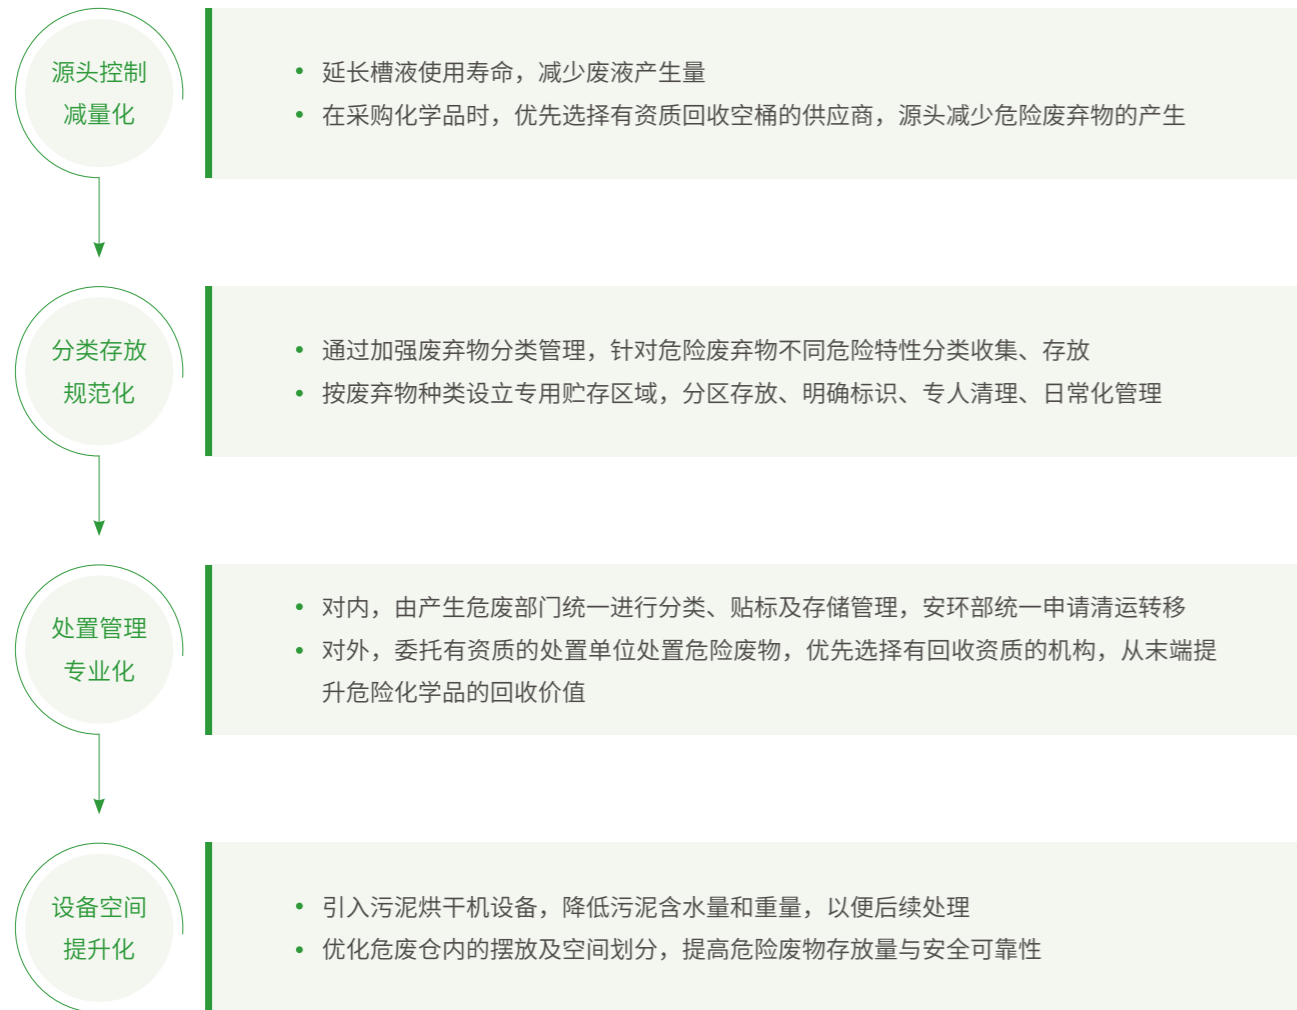 源头控制
减量化
• 延长槽液使用寿命，减少废液产生量
• 在采购化学品时，优先选择有资质回收空桶的供应商，源头减少危险废弃物的产生
分类存放
规范化
• 通过加强废弃物分类管理，针对危险废弃物不同危险特性分类收集、存放
• 按废弃物种类设立专用贮存区域，分区存放、明确标识、专人清理、日常化管理
处置管理
专业化
• 对内，由产生危废部门统一进行分类、贴标及存储管理，安环部统一申请清运转移
• 对外，委托有资质的处置单位处置危险废物，优先选择有回收资质的机构，从末端提
升危险化学品的回收价值
设备空间
提升化
• 引入污泥烘干机设备，降低污泥含水量和重量，以便后续处理
• 优化危废仓内的摆放及空间划分，提高危险废物存放量与安全可靠性